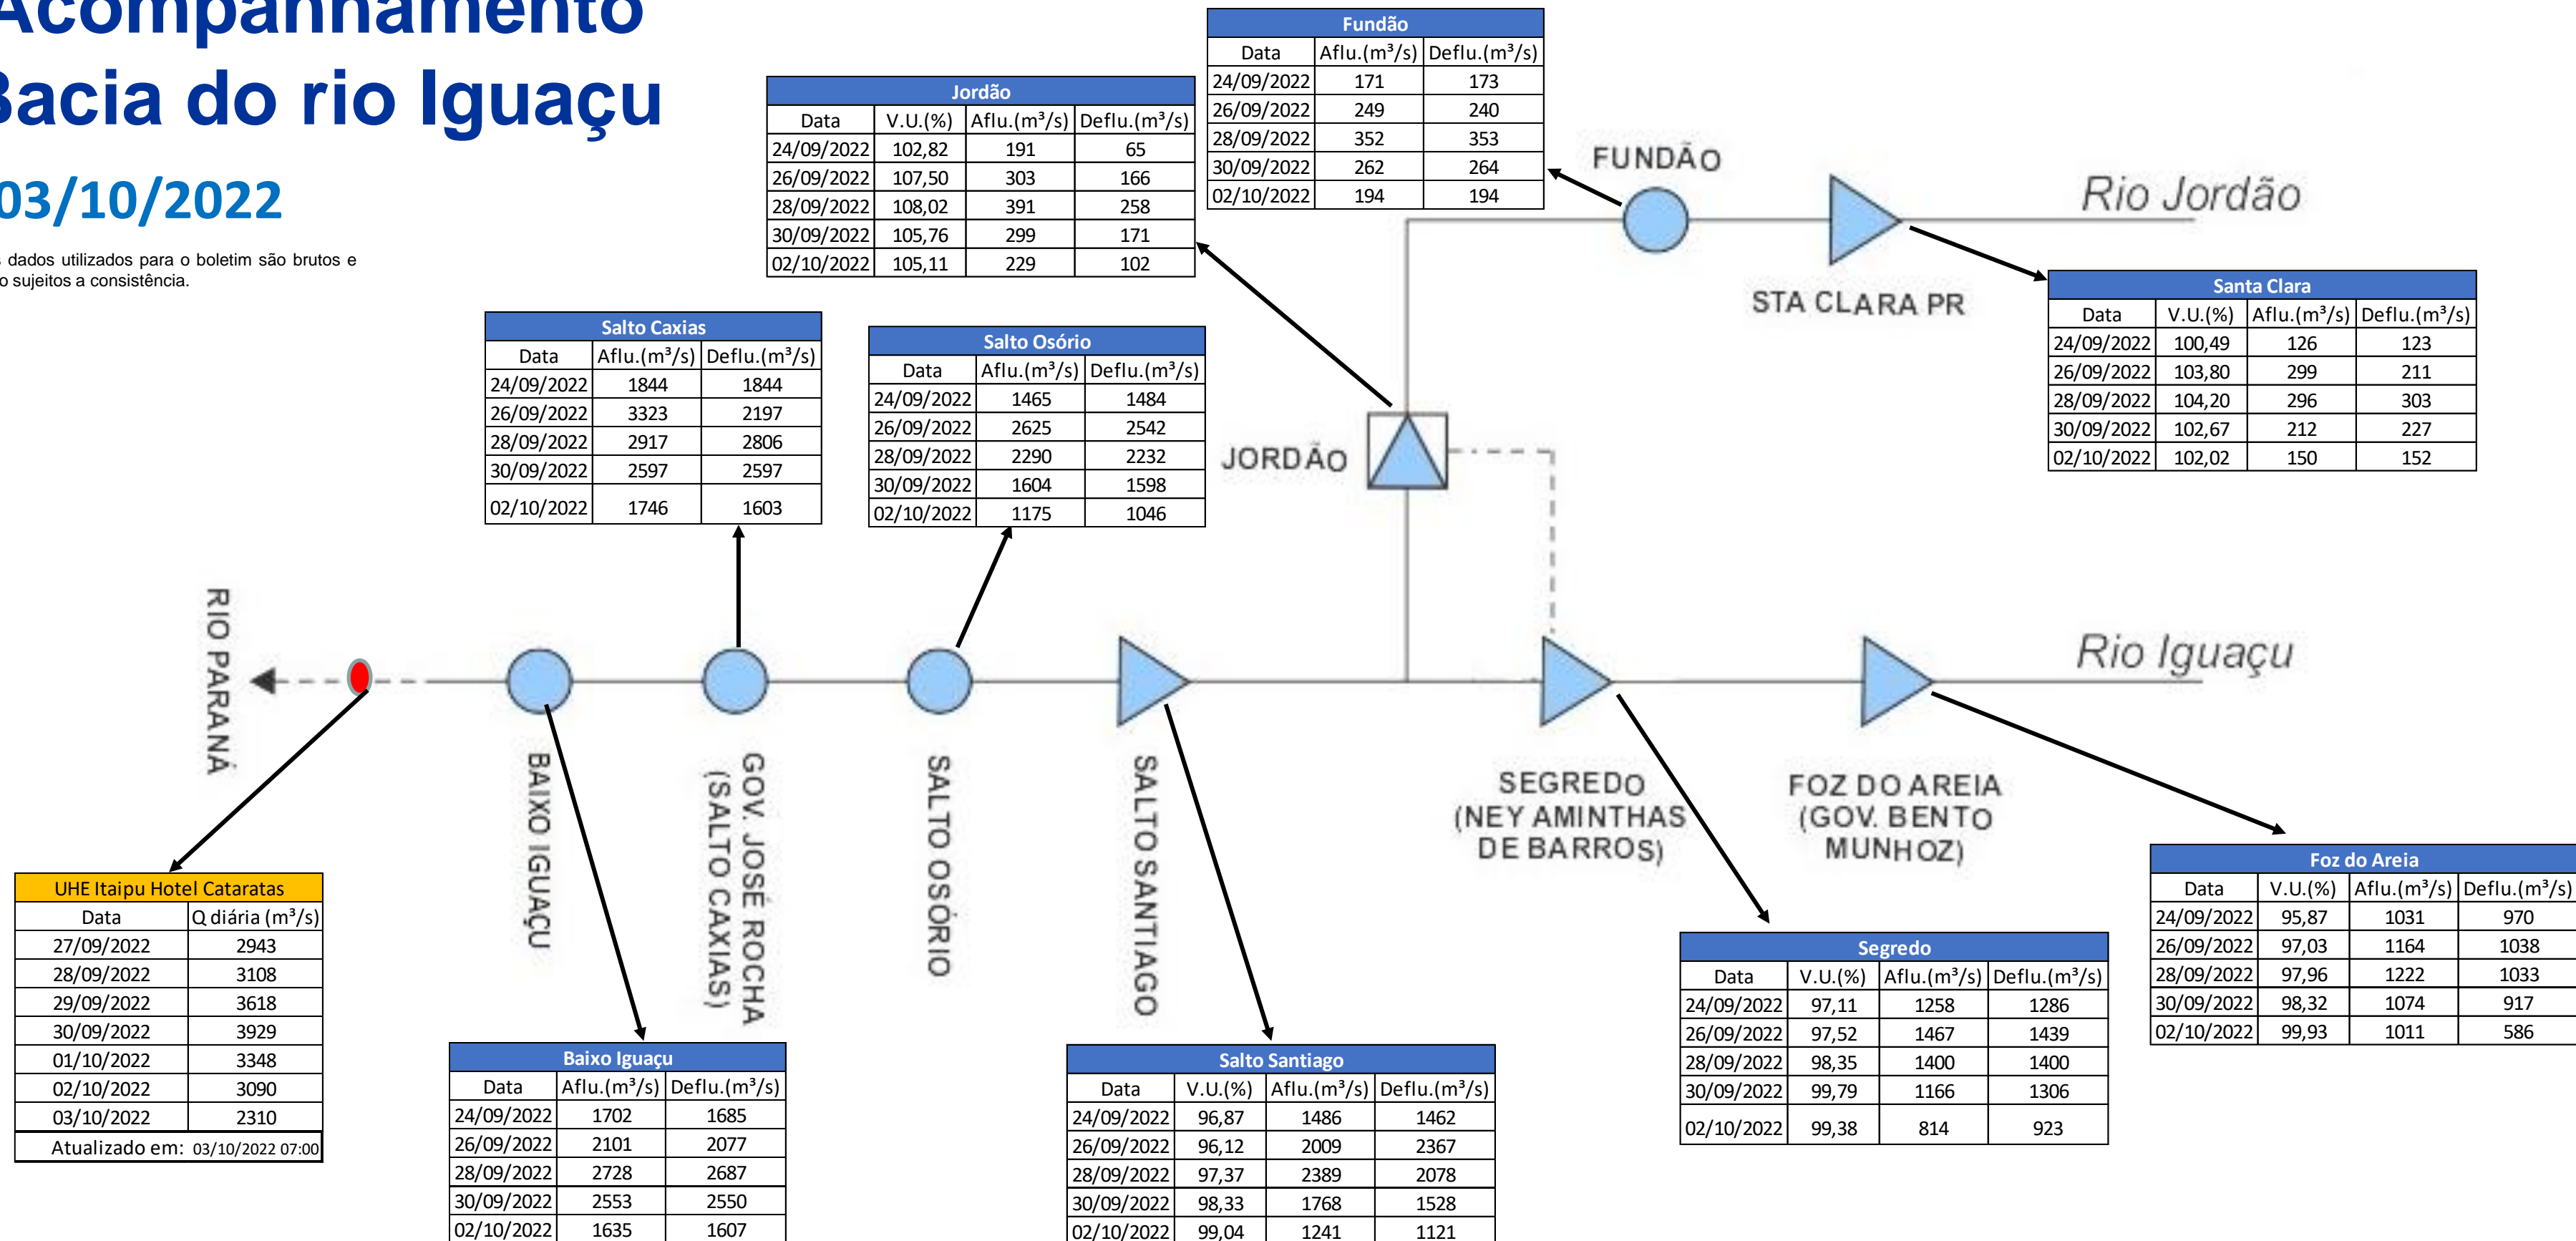 Acompanhamento
Bacia do rio Iguaçu
03/10/2022
dados utilizados para o boletim são brutos e
sujeitos a consistência.
Fundão
Data Aflu.(m³/s) Deflu.(m³/s)
24/09/2022 171 173
26/09/2022 249 240
28/09/2022 352 353
30/09/2022 262 264
02/10/2022 194 194
Jordão
Data V.U.(%) Aflu.(m³/s) Deflu.(m³/s)
24/09/2022 102,82 191 65
26/09/2022 107,50 303 166
28/09/2022 108,02 391 258
30/09/2022 105,76 299 171
02/10/2022 105,11 229 102
FUNDÃO
Rio Jordão
STA CLARA PR
Santa Clara
Data V.U.(%) Aflu.(m³/s) Deflu.(m³/s)
24/09/2022 100,49 126 123
26/09/2022 103,80 299 211
28/09/2022 104,20 296 303
30/09/2022 102,67 212 227
02/10/2022 102,02 150 152
Salto Caxias
Data Aflu.(m³/s) Deflu.(m³/s)
24/09/2022 1844 1844
26/09/2022 3323 2197
28/09/2022 2917 2806
30/09/2022 2597 2597
02/10/2022 1746 1603
Salto Osório
Data Aflu.(m³/s) Deflu.(m³/s)
24/09/2022 1465 1484
26/09/2022 2625 2542
28/09/2022 2290 2232
30/09/2022 1604 1598
02/10/2022 1175 1046
JORDÃO
RIO PARANÁ
BAIXO IGUAÇU
GOV. JOSÉ ROCHA
(SALTO CAXIAS)
SALTO OSÓRIO
SALTO SANTIAGO
SEGREDO
(NEY AMINTHAS
DE BARROS)
FOZ DO AREIA
(GOV. BENTO
MUNHOZ)
Rio Iguaçu
UHE Itaipu Hotel Cataratas
Data Q diária (m³/s)
27/09/2022 2943
28/09/2022 3108
29/09/2022 3618
30/09/2022 3929
01/10/2022 3348
02/10/2022 3090
03/10/2022 2310
Atualizado em: 03/10/2022 07:00
Baixo Iguaçu
Data Aflu.(m³/s) Deflu.(m³/s)
24/09/2022 1702 1685
26/09/2022 2101 2077
28/09/2022 2728 2687
30/09/2022 2553 2550
02/10/2022 1635 1607
Salto Santiago
Data V.U.(%) Aflu.(m³/s) Deflu.(m³/s)
24/09/2022 96,87 1486 1462
26/09/2022 96,12 2009 2367
28/09/2022 97,37 2389 2078
30/09/2022 98,33 1768 1528
02/10/2022 99,04 1241 1121
Segredo
Data V.U.(%) Aflu.(m³/s) Deflu.(m³/s)
24/09/2022 97,11 1258 1286
26/09/2022 97,52 1467 1439
28/09/2022 98,35 1400 1400
30/09/2022 99,79 1166 1306
02/10/2022 99,38 814 923
Foz do Areia
Data V.U.(%) Aflu.(m³/s) Deflu.(m³/s)
24/09/2022 95,87 1031 970
26/09/2022 97,03 1164 1038
28/09/2022 97,96 1222 1033
30/09/2022 98,32 1074 917
02/10/2022 99,93 1011 586